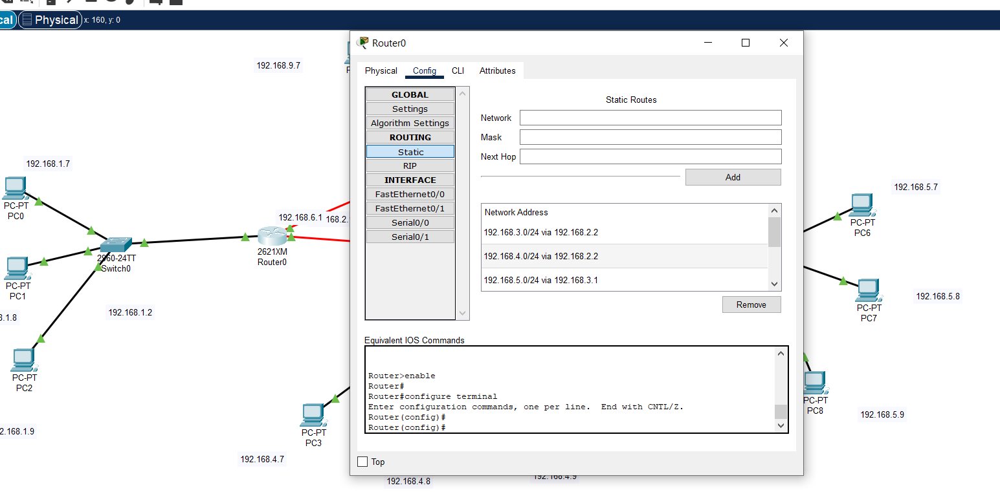 Physical x: 160, y: 0
Router0
Physical Config CLI Attributes
GLOBAL
Settings
Algorithm Settings
ROUTING
Static
RIP
INTERFACE
FastEthernet0/0
FastEthernet0/1
Serial0/0
Serial0/1
Static Routes
Network
Mask
Next Hop
Add
Network Address
192.168.3.0/24 via 192.168.2.2
192.168.4.0/24 via 192.168.2.2
192.168.5.0/24 via 192.168.3.1
Remove
Equivalent IOS Commands
Router>enable
Router#
Router#configure terminal
Enter configuration commands, one per line. End with CNTL/Z.
Router(config)#
Router(config)#
Top
192.168.9.7
192.168.1.7
PC-PT
PC0
192.168.6.1
168.2.
2621XM
Router0
2960-24TT
Switch0
PC-PT
PC1
192.168.1.2
3.1.8
PC-PT
PC2
2.168.1.9
PC-PT
PC3
192.168.4.7
192.168.4.8
192.168.4.9
192.168.5.7
PC-PT
PC6
192.168.5.8
PC-PT
PC7
PC-PT
PC8
192.168.5.9